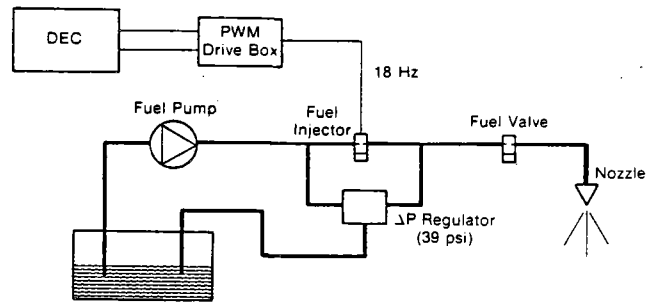 DEC
PWM
Drive Box
18 Hz
Fuel Pump
Fuel
Injector
Fuel Valve
Nozzle
ΔP Regulator
(39 psi)